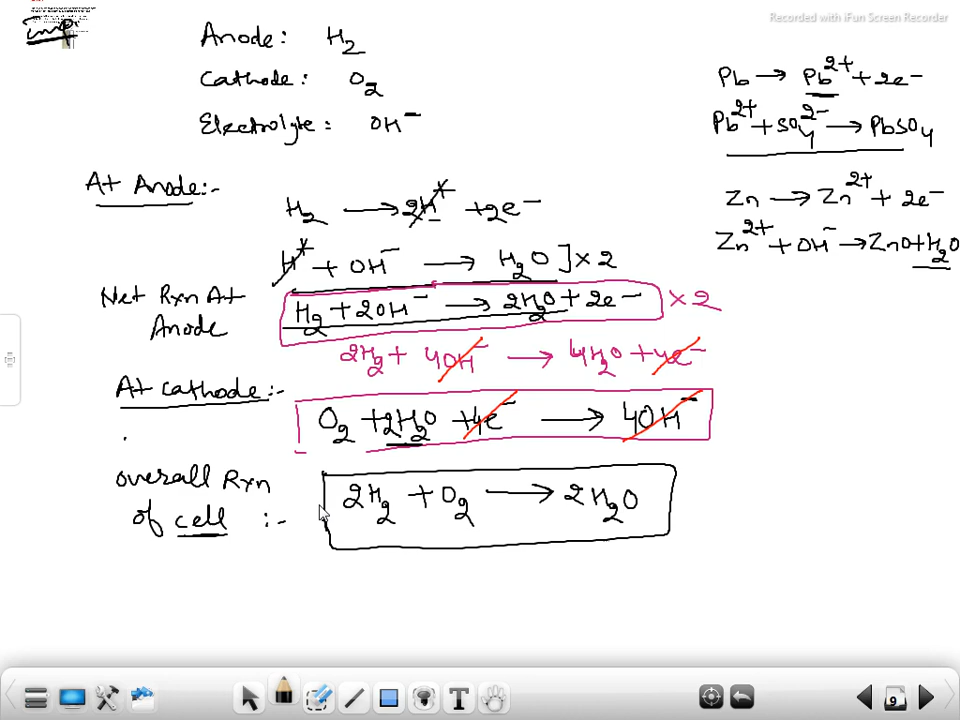 Recorded with iFun Screen Recorder
Imp:
Anode: H₂
Cathode: O₂
Electrolyte: OH⁻
Pb → Pb²⁺ + 2e⁻
Pb²⁺ + SO₄²⁻ → PbSO₄
Zn → Zn²⁺ + 2e⁻
Zn²⁺ + OH⁻ → ZnO + H₂O
At Anode:-
H₂ → 2H⁺ + 2e⁻
H⁺ + OH⁻ → H₂O ] × 2
Net Rxn At
Anode
H₂ + 2OH⁻ → 2H₂O + 2e⁻ × 2
2H₂ + 4OH⁻ → 4H₂O + 4e⁻
At cathode:-
O₂ + 2H₂O + 4e⁻ → 4OH⁻
overall Rxn
of cell :-
2H₂ + O₂ → 2H₂O
T
9